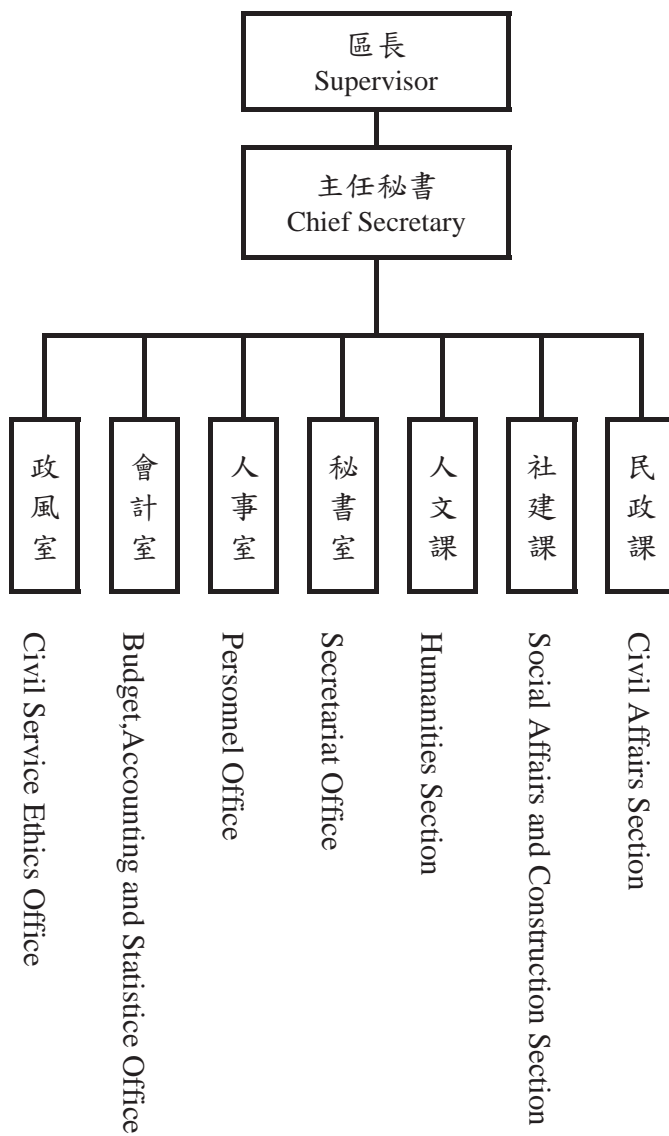 區長
Supervisor
主任秘書
Chief Secretary
政風室
會計室
人事室
秘書室
人文課
社建課
民政課
Civil Service Ethics Office
Budget,Accounting and Statistice Office
Personnel Office
Secretariat Office
Humanities Section
Social Affairs and Construction Section
Civil Affairs Section